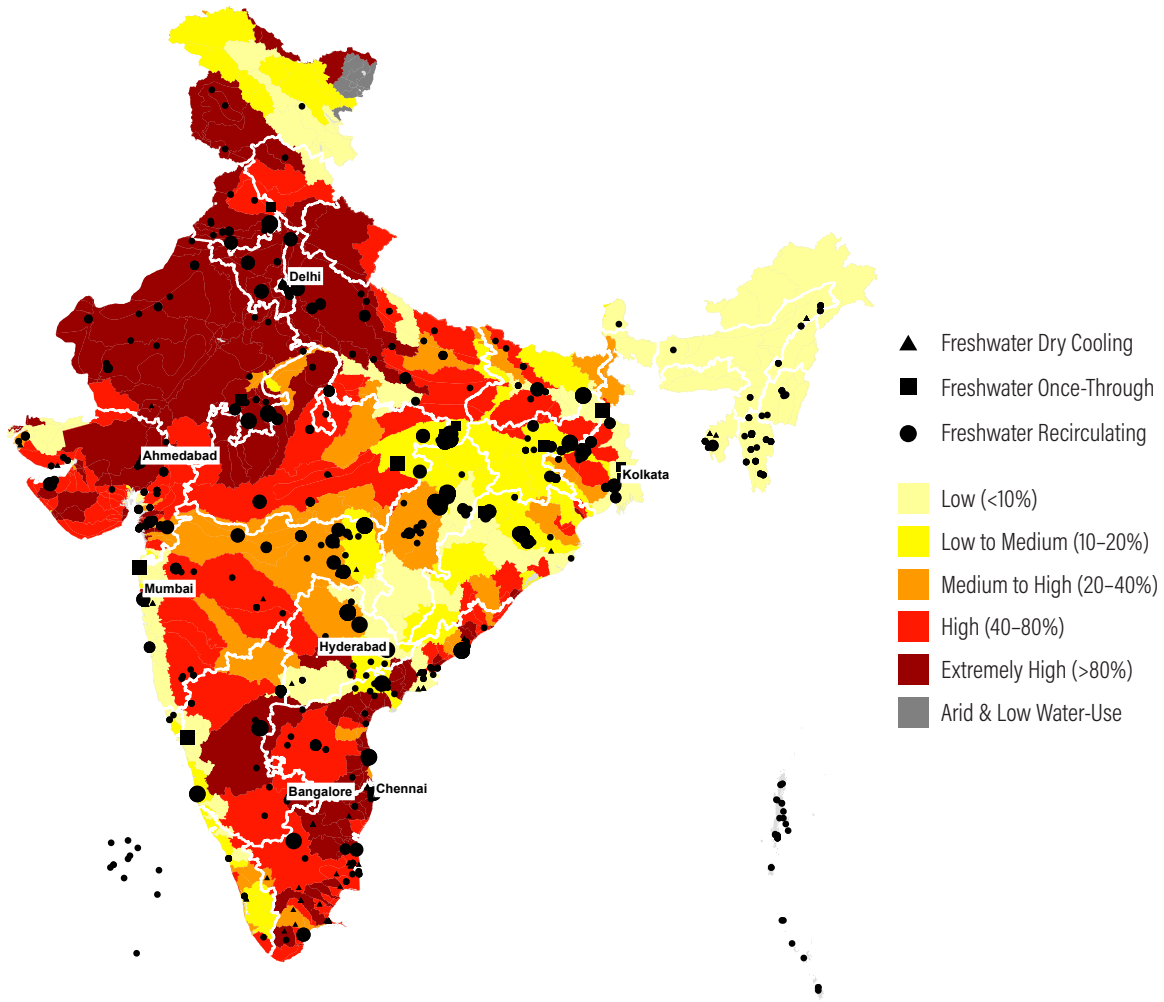 Delhi
Ahmedabad
Kolkata
Mumbai
Hyderabad
Bangalore
Chennai
Freshwater Dry Cooling
Freshwater Once-Through
Freshwater Recirculating
Low (<10%)
Low to Medium (10–20%)
Medium to High (20–40%)
High (40–80%)
Extremely High (>80%)
Arid & Low Water-Use